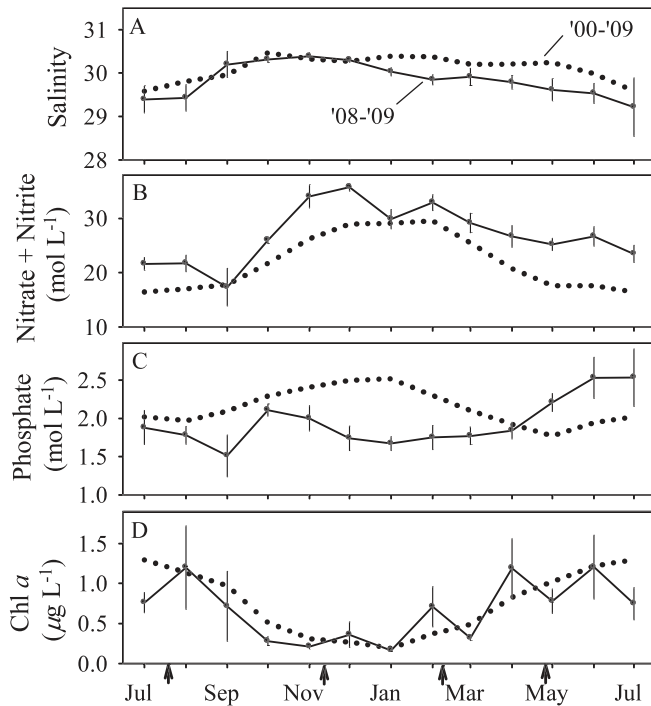 A
'00-'09
'08-'09
Salinity
31
30
29
28
B
Nitrate + Nitrite
(mol L⁻¹)
30
20
10
C
Phosphate
(mol L⁻¹)
2.5
2.0
1.5
1.0
D
Chl a
(μg L⁻¹)
1.5
1.0
0.5
0.0
Jul Sep Nov Jan Mar May Jul